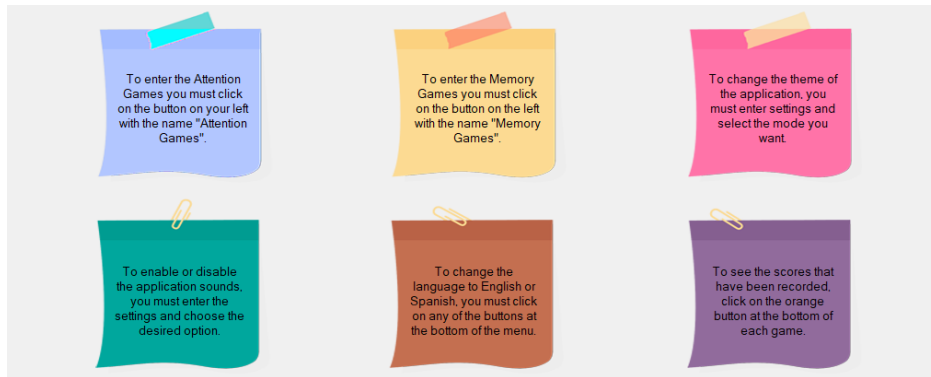 To enter the Attention
Games you must click
on the button on your left
with the name "Attention
Games".
To enter the Memory
Games you must click
on the button on the left
with the name "Memory
Games".
To change the theme of
the application, you
must enter settings and
select the mode you
want.
To enable or disable
the application sounds,
you must enter the
settings and choose the
desired option.
To change the
language to English or
Spanish, you must click
on any of the buttons at
the bottom of the menu.
To see the scores that
have been recorded,
click on the orange
button at the bottom of
each game.